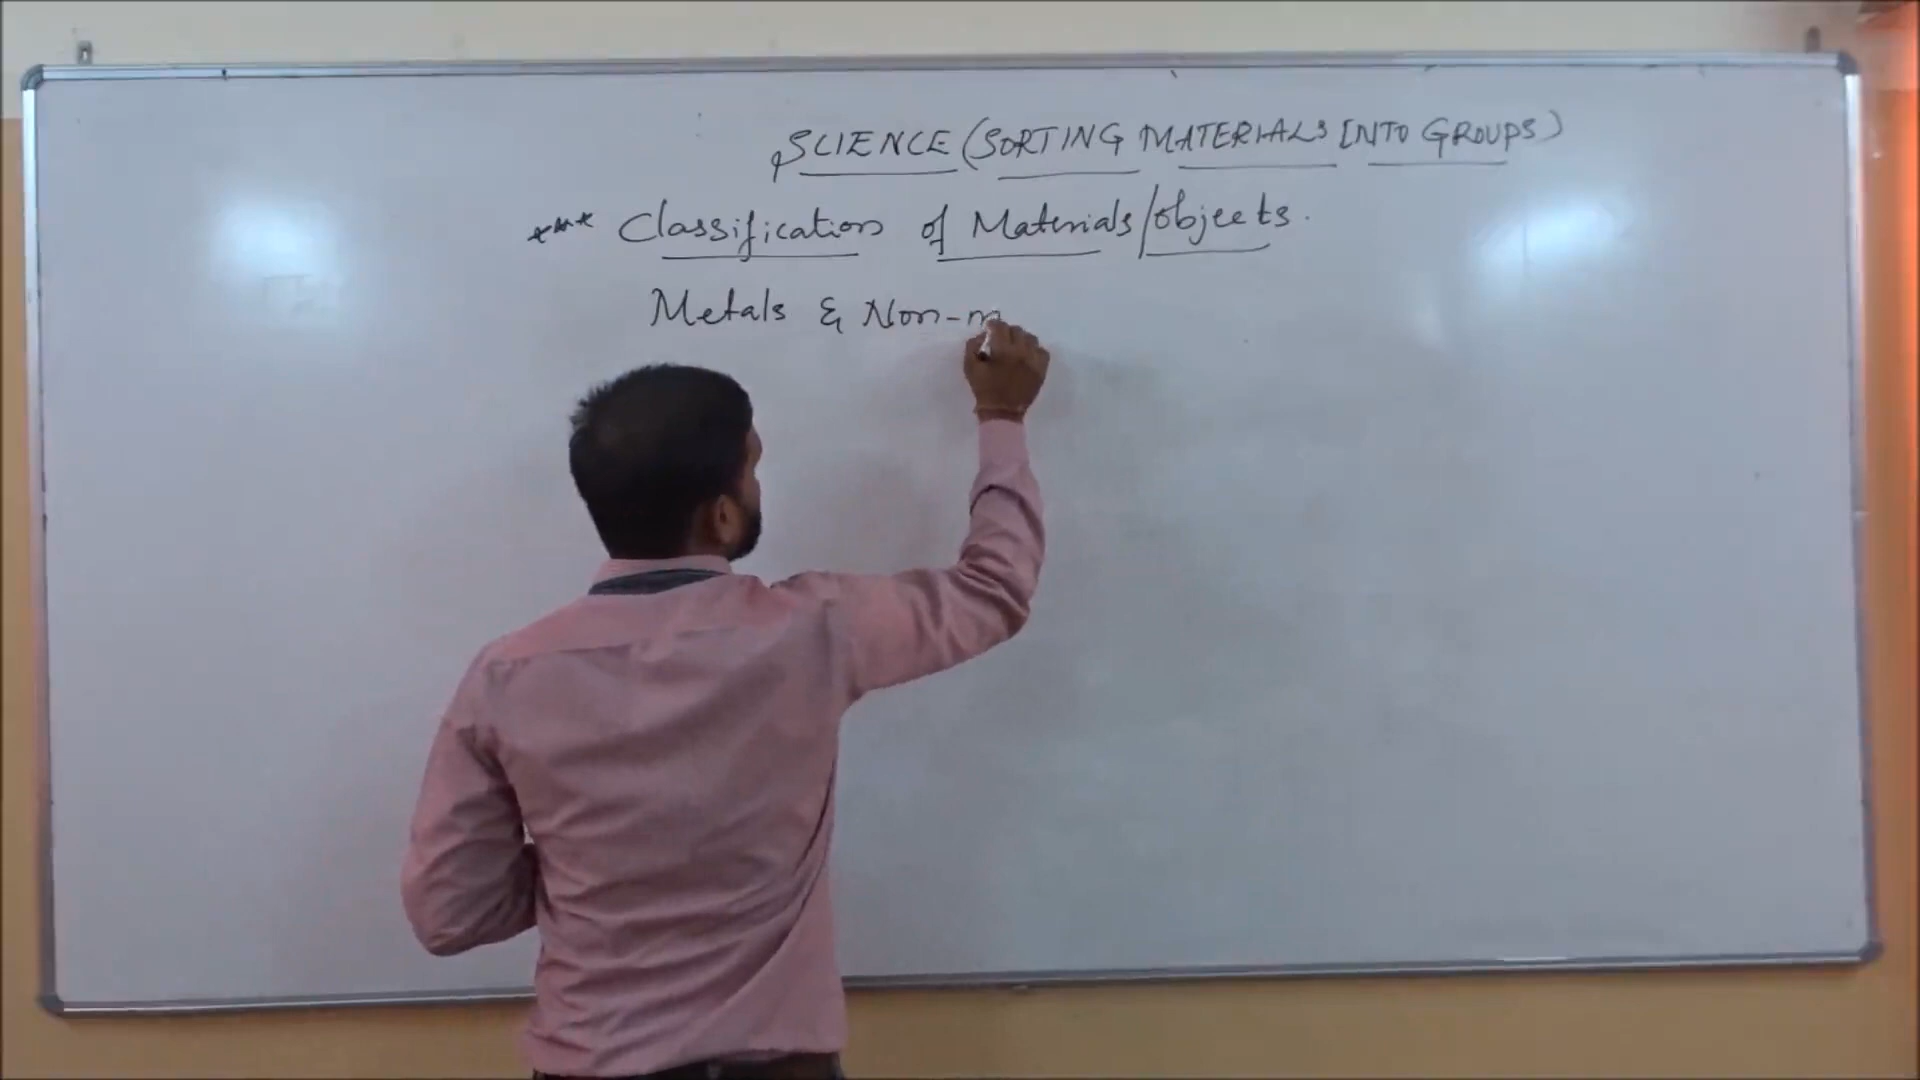 SCIENCE (SORTING MATERIALS INTO GROUPS)
*** Classification of Materials/objects.
Metals & Non-m